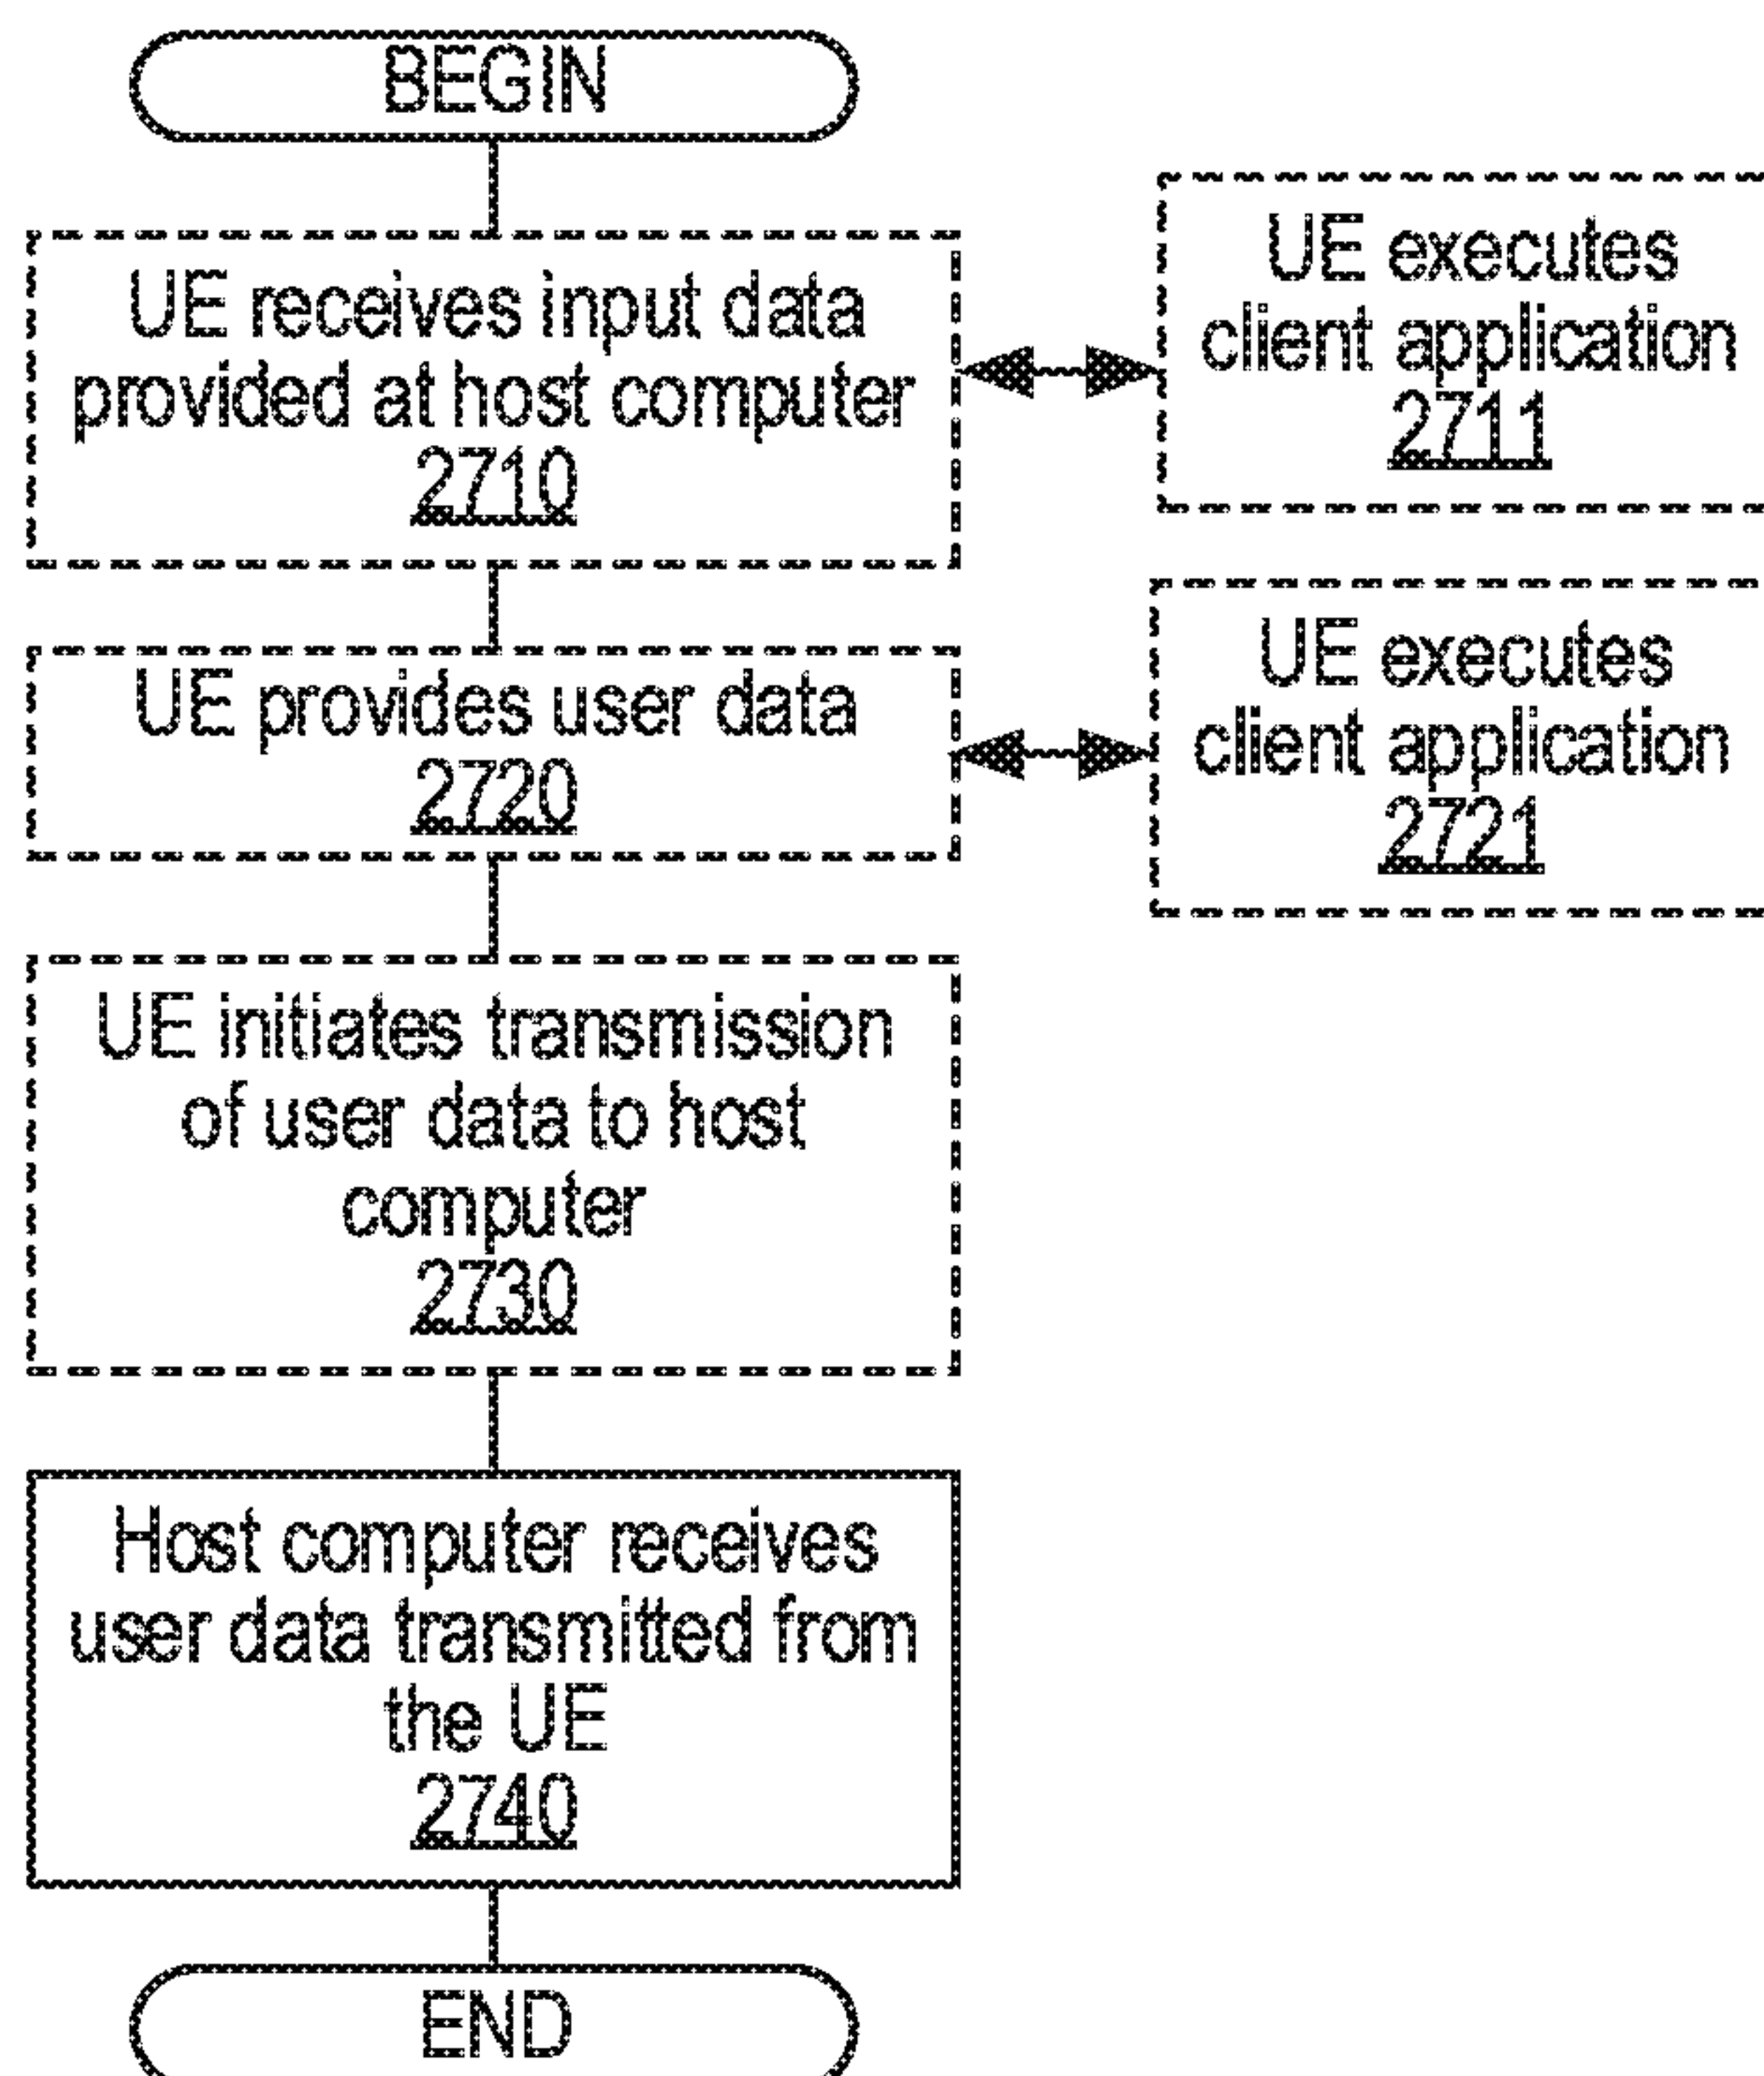 BEGIN
UE receives input data
provided at host computer
2710
UE executes
client application
2711
UE provides user data
2720
UE executes
client application
2721
UE initiates transmission
of user data to host
computer
2730
Host computer receives
user data transmitted from
the UE
2740
END